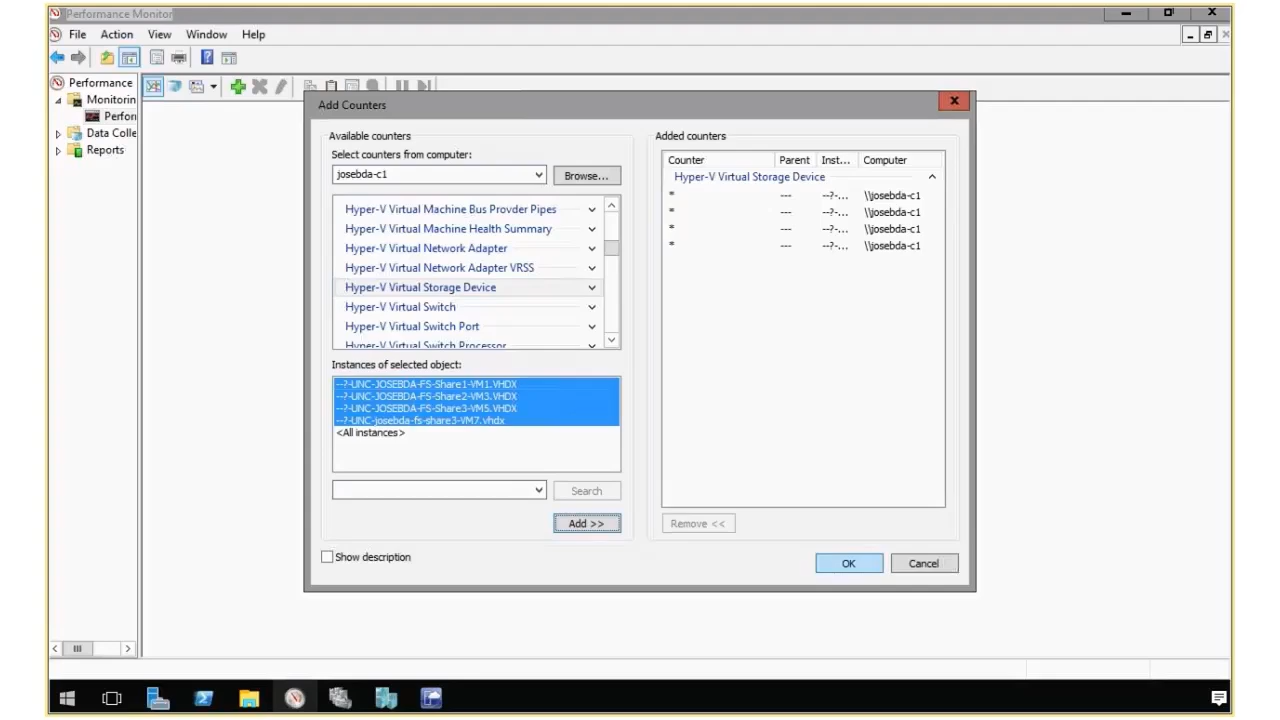 Performance Monitor
File Action View Window Help
Performance
Monitorin
Perfon
Data Colle
Reports
Add Counters
Available counters
Select counters from computer:
josebda-c1
Browse...
Hyper-V Virtual Machine Bus Provder Pipes
Hyper-V Virtual Machine Health Summary
Hyper-V Virtual Network Adapter
Hyper-V Virtual Network Adapter VRSS
Hyper-V Virtual Storage Device
Hyper-V Virtual Switch
Hyper-V Virtual Switch Port
Hyper-V Virtual Switch Processor
Instances of selected object:
--?-UNC-JOSEBDA-FS-Share1-VM1.VHDX
--?-UNC-JOSEBDA-FS-Share2-VM3.VHDX
--?-UNC-JOSEBDA-FS-Share3-VM5.VHDX
--?-UNC-josebda-fs-share3-VM7.vhdx
<All instances>
Search
Add >>
Show description
Added counters
Counter Parent Inst... Computer
Hyper-V Virtual Storage Device
* --- --?-... \\josebda-c1
* --- --?-... \\josebda-c1
* --- --?-... \\josebda-c1
* --- --?-... \\josebda-c1
Remove <<
OK Cancel